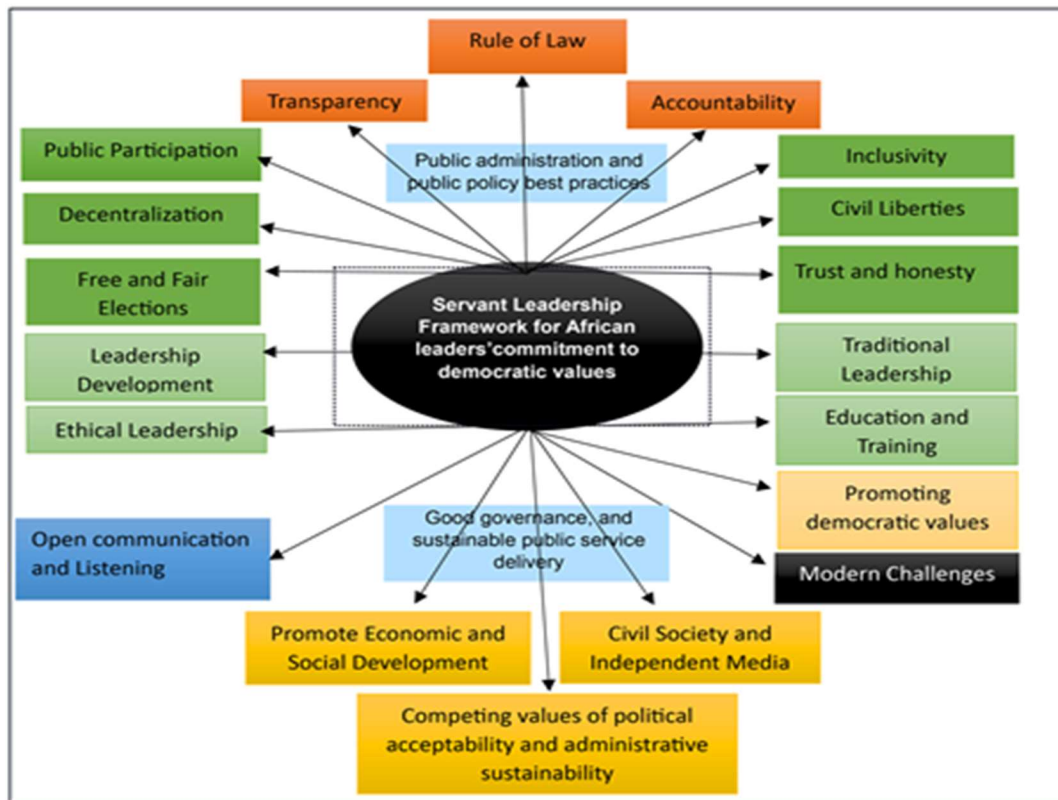 Rule of Law
Transparency
Accountability
Public Participation
Public administration and
public policy best practices
Inclusivity
Decentralization
Civil Liberties
Free and Fair
Elections
Trust and honesty
Servant Leadership
Framework for African
leaders'commitment to
democratic values
Leadership
Development
Traditional
Leadership
Ethical Leadership
Education and
Training
Promoting
democratic values
Open communication
and Listening
Good governance, and
sustainable public service
delivery
Modern Challenges
Promote Economic and
Social Development
Civil Society and
Independent Media
Competing values of political
acceptability and administrative
sustainability